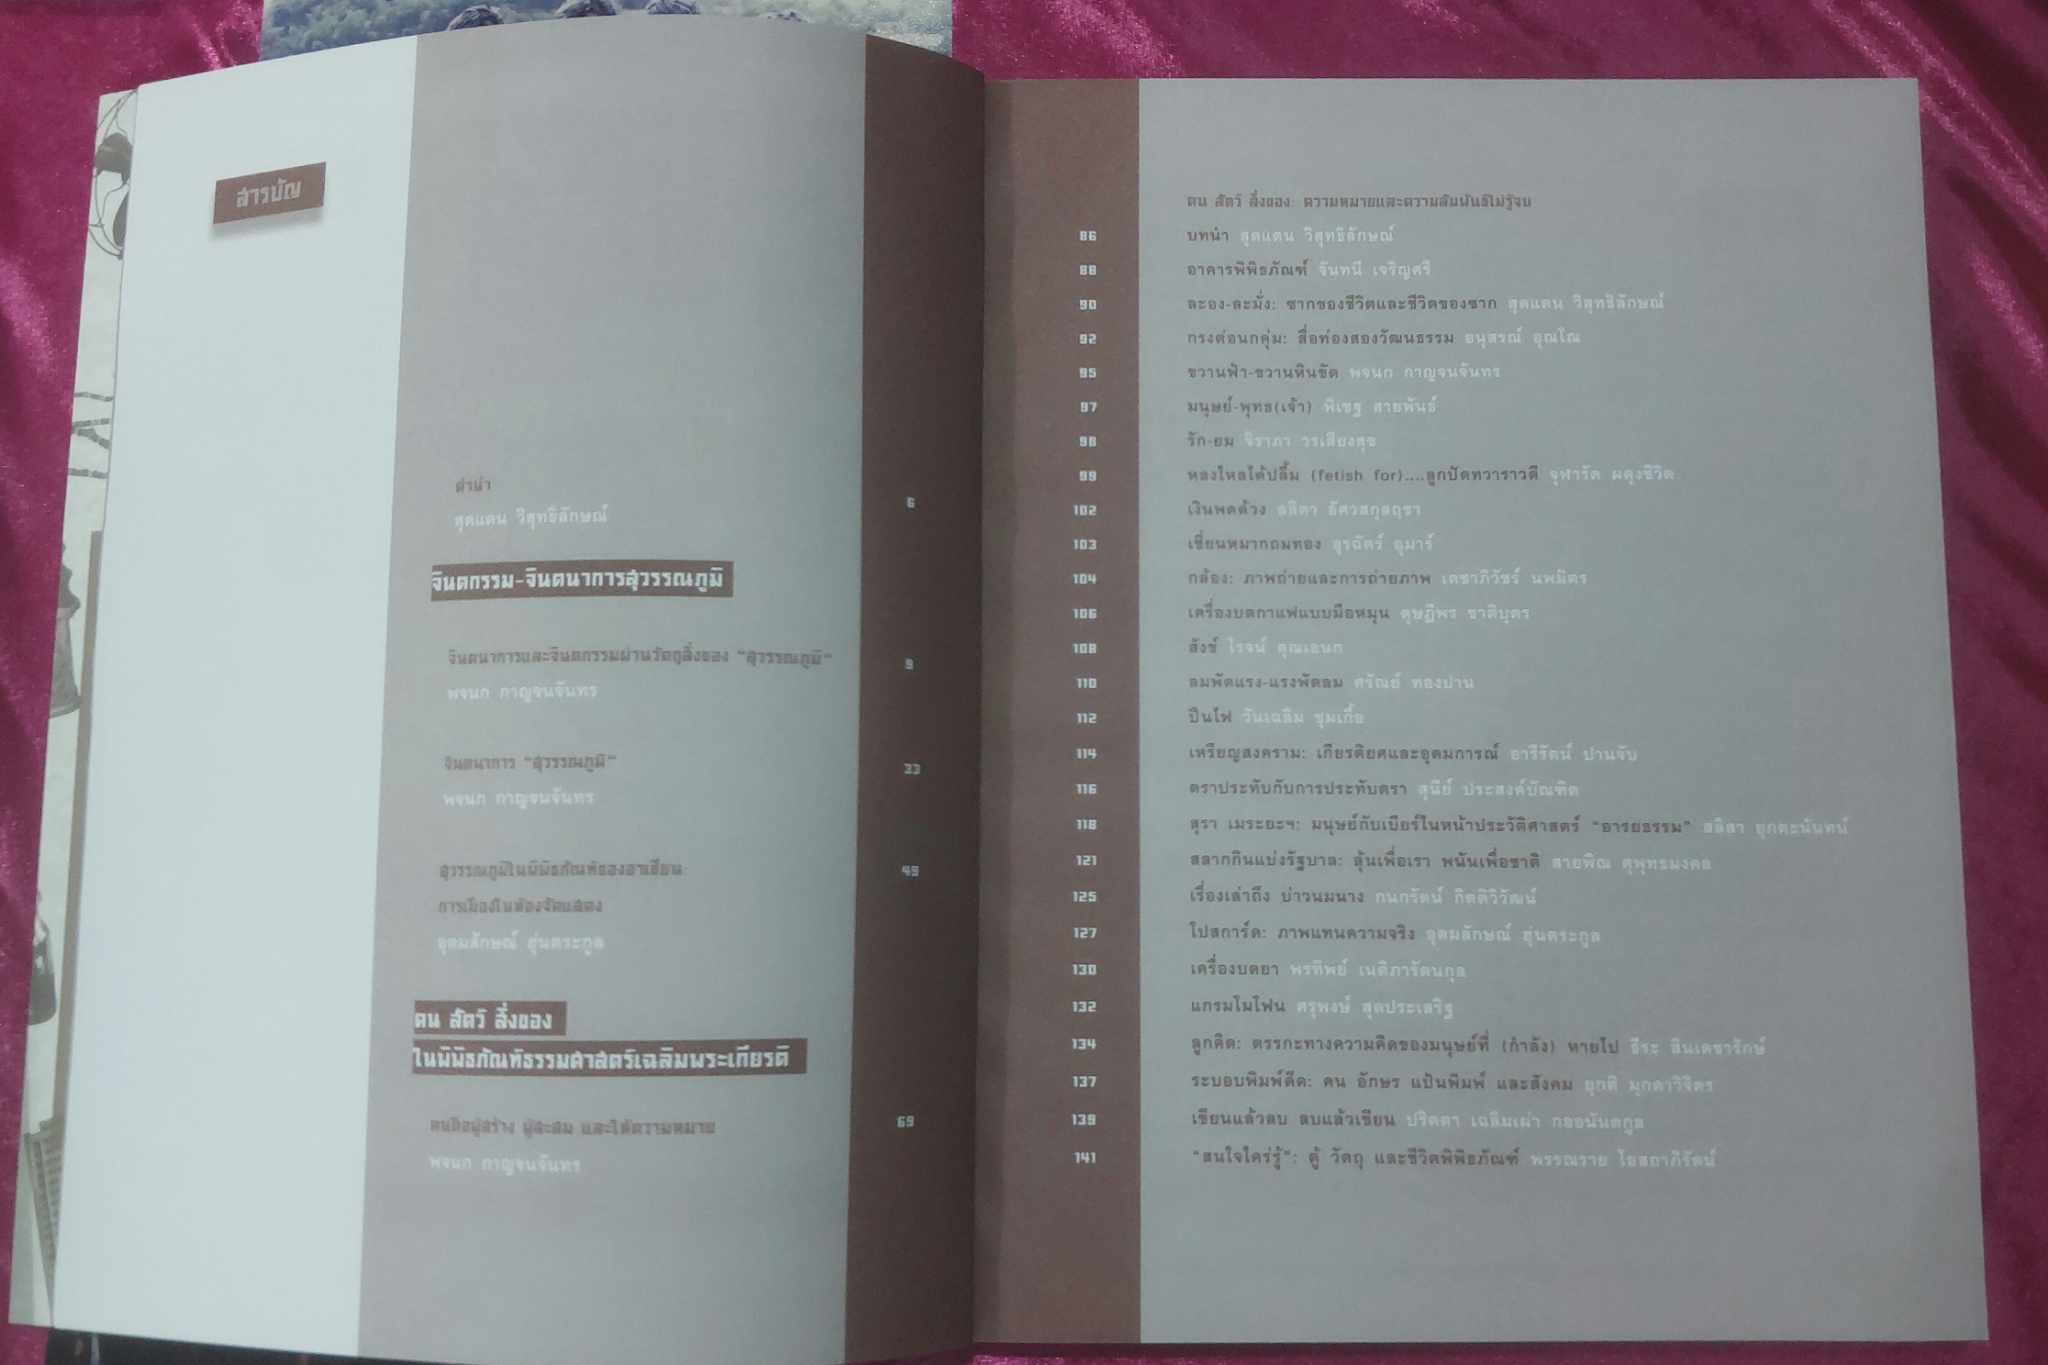 สารบัญ
คำนำ
สุดแดน วิสุทธิลักษณ์
6
จินตกรรม-จินตนาการสุวรรณภูมิ
จินตนาการและจินตกรรมผ่านวัตถุสิ่งของ "สุวรรณภูมิ"
9
พจนก กาญจนจันทร
จินตนาการ "สุวรรณภูมิ"
33
พจนก กาญจนจันทร
สุวรรณภูมิในพิพิธภัณฑ์ของอาเซียน:
49
การเมืองในห้องจัดแสดง
อุดมลักษณ์ ฮุ่นตระกูล
คน สัตว์ สิ่งของ
ในพิพิธภัณฑ์ธรรมศาสตร์เฉลิมพระเกียรติ
คนคือผู้สร้าง ผู้สะสม และให้ความหมาย
69
พจนก กาญจนจันทร
คน สัตว์ สิ่งของ: ความหมายและความสัมพันธ์ไม่รู้จบ
86 บทนำ สุดแดน วิสุทธิลักษณ์
88 อาคารพิพิธภัณฑ์ จันทนี เจริญศรี
90 ละอง-ละมั่ง: ซากของชีวิตและชีวิตของซาก สุดแดน วิสุทธิลักษณ์
92 กรงต่อนกคุ่ม: สื่อท่องสองวัฒนธรรม อนุสรณ์ อุณโณ
95 ขวานฟ้า-ขวานหินขัด พจนก กาญจนจันทร
97 มนุษย์-พุทธ(เจ้า) พิเชฐ สายพันธ์
98 รัก-ยม จิราภา วรเสียงสุข
99 หลงใหลได้ปลื้ม (fetish for)....ลูกปัดทวาราวดี จุฬารัต ผดุงชีวิต
102 เงินพดด้วง ลลิตา อัศวสกุลฤชา
103 เชี่ยนหมากถมทอง สุรฉัตร์ อุมาร์
104 กล้อง: ภาพถ่ายและการถ่ายภาพ เดชาภิวัชร์ นพมิตร
106 เครื่องบดกาแฟแบบมือหมุน ดุษฎีพร ชาติบุตร
108 สังข์ ไรจน์ คุณเอนก
110 ลมพัดแรง-แรงพัดลม ศรัณย์ ทองปาน
112 ปืนไฟ วันเฉลิม ชุมเกื้อ
114 เหรียญสงคราม: เกียรติยศและอุดมการณ์ อารีรัตน์ ปานจับ
116 ตราประทับกับการประทับตรา สุนีย์ ประสงค์บัณฑิต
118 สุรา เมระยะฯ: มนุษย์กับเบียร์ในหน้าประวัติศาสตร์ "อารยธรรม" สลิสา ยุกตะนันทน์
121 สลากกินแบ่งรัฐบาล: ลุ้นเพื่อเรา พนันเพื่อชาติ สายพิณ ศุพุทธมงคล
125 เรื่องเล่าถึง บ่าวนมนาง กนกรัตน์ กิตติวิวัฒน์
127 โปสการ์ด: ภาพแทนความจริง อุดมลักษณ์ ฮุ่นตระกูล
130 เครื่องบดยา พรทิพย์ เนติภารัตนกุล
132 แกรมโมโฟน ศรุพงษ์ สุดประเสริฐ
134 ลูกคิด: ตรรกะทางความคิดของมนุษย์ที่ (กำลัง) หายไป ธีระ สินเดชารักษ์
137 ระบอบพิมพ์ดีด: คน อักษร แป้นพิมพ์ และสังคม ยุกติ มุกดาวิจิตร
139 เขียนแล้วลบ ลบแล้วเขียน ปริตตา เฉลิมเผ่า กออนันตกูล
141 "สนใจใคร่รู้": ตู้ วัตถุ และชีวิตพิพิธภัณฑ์ พรรณราย โอสถาภิรัตน์